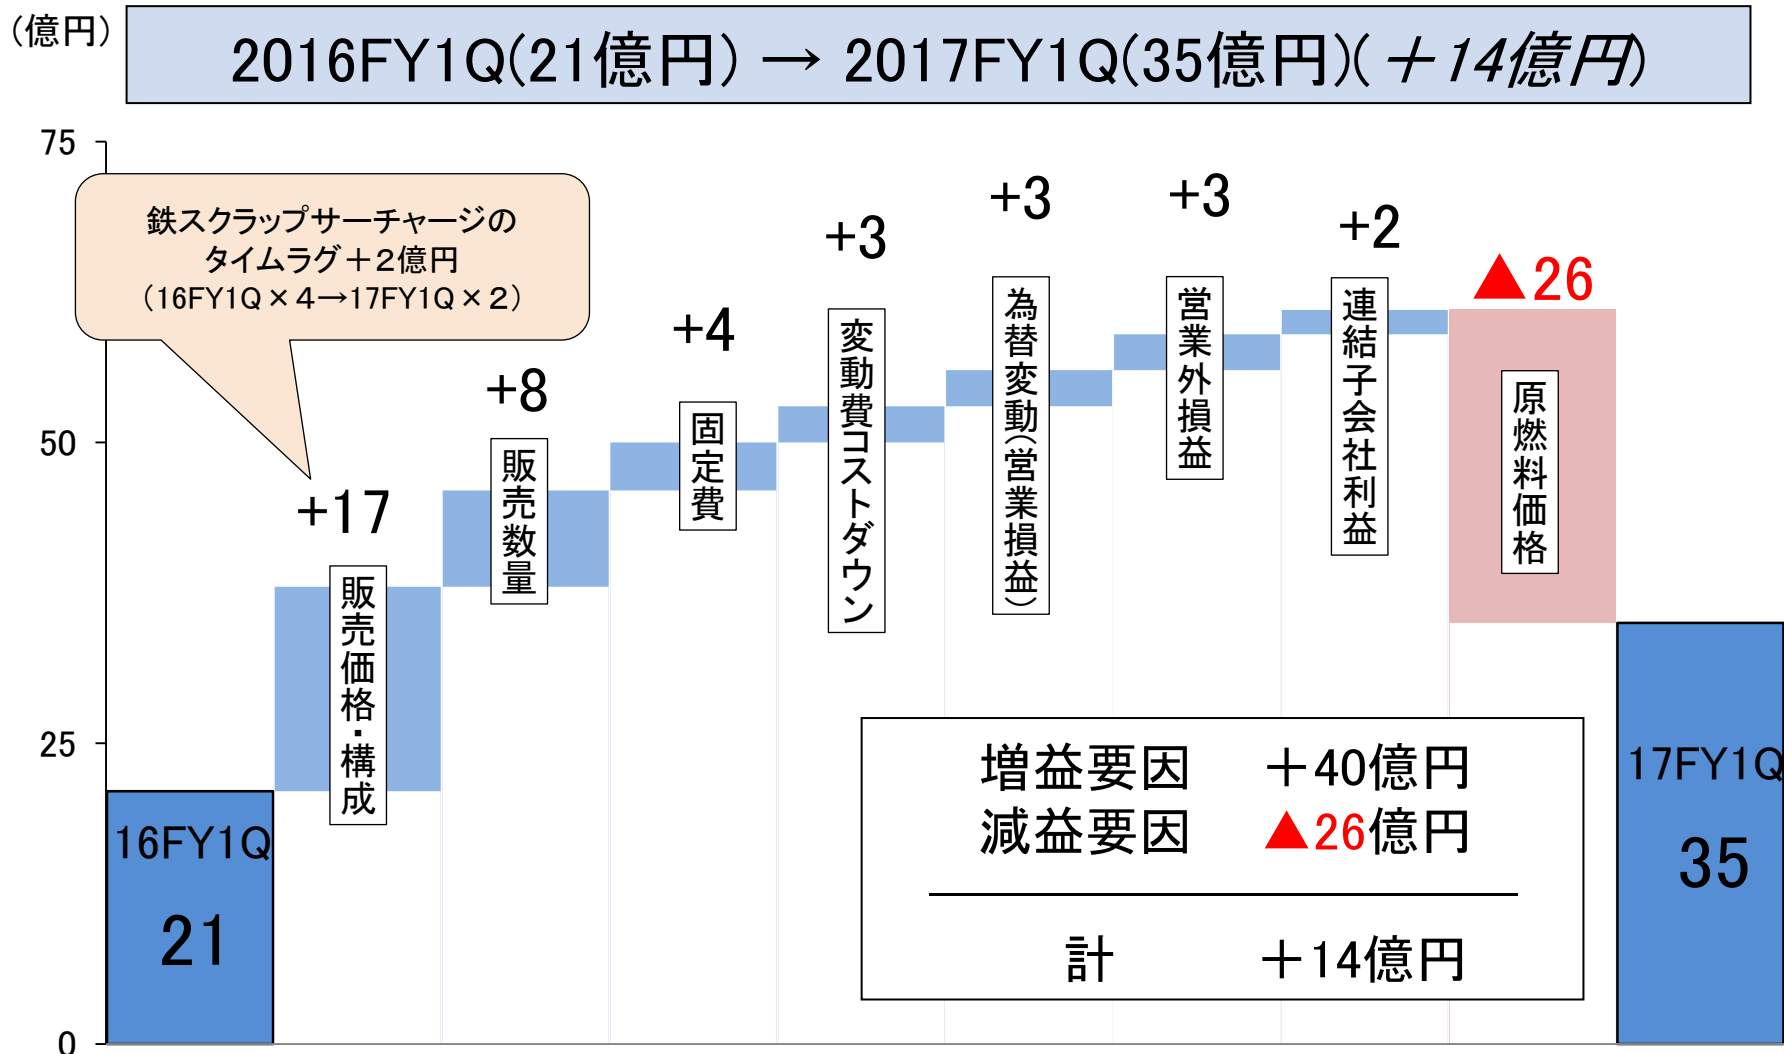 (億円)
2016FY1Q(21億円) → 2017FY1Q(35億円)(＋14億円)
75
50
25
0
鉄スクラップサーチャージの
タイムラグ＋2億円
（16FY1Q×4→17FY1Q×2）
+17
+8
+4
+3
+3
+3
+2
▲26
販売価格・構成
販売数量
固定費
変動費コストダウン
為替変動(営業損益)
営業外損益
連結子会社利益
原燃料価格
16FY1Q
21
17FY1Q
35
増益要因 ＋40億円
減益要因 ▲26億円
計 ＋14億円